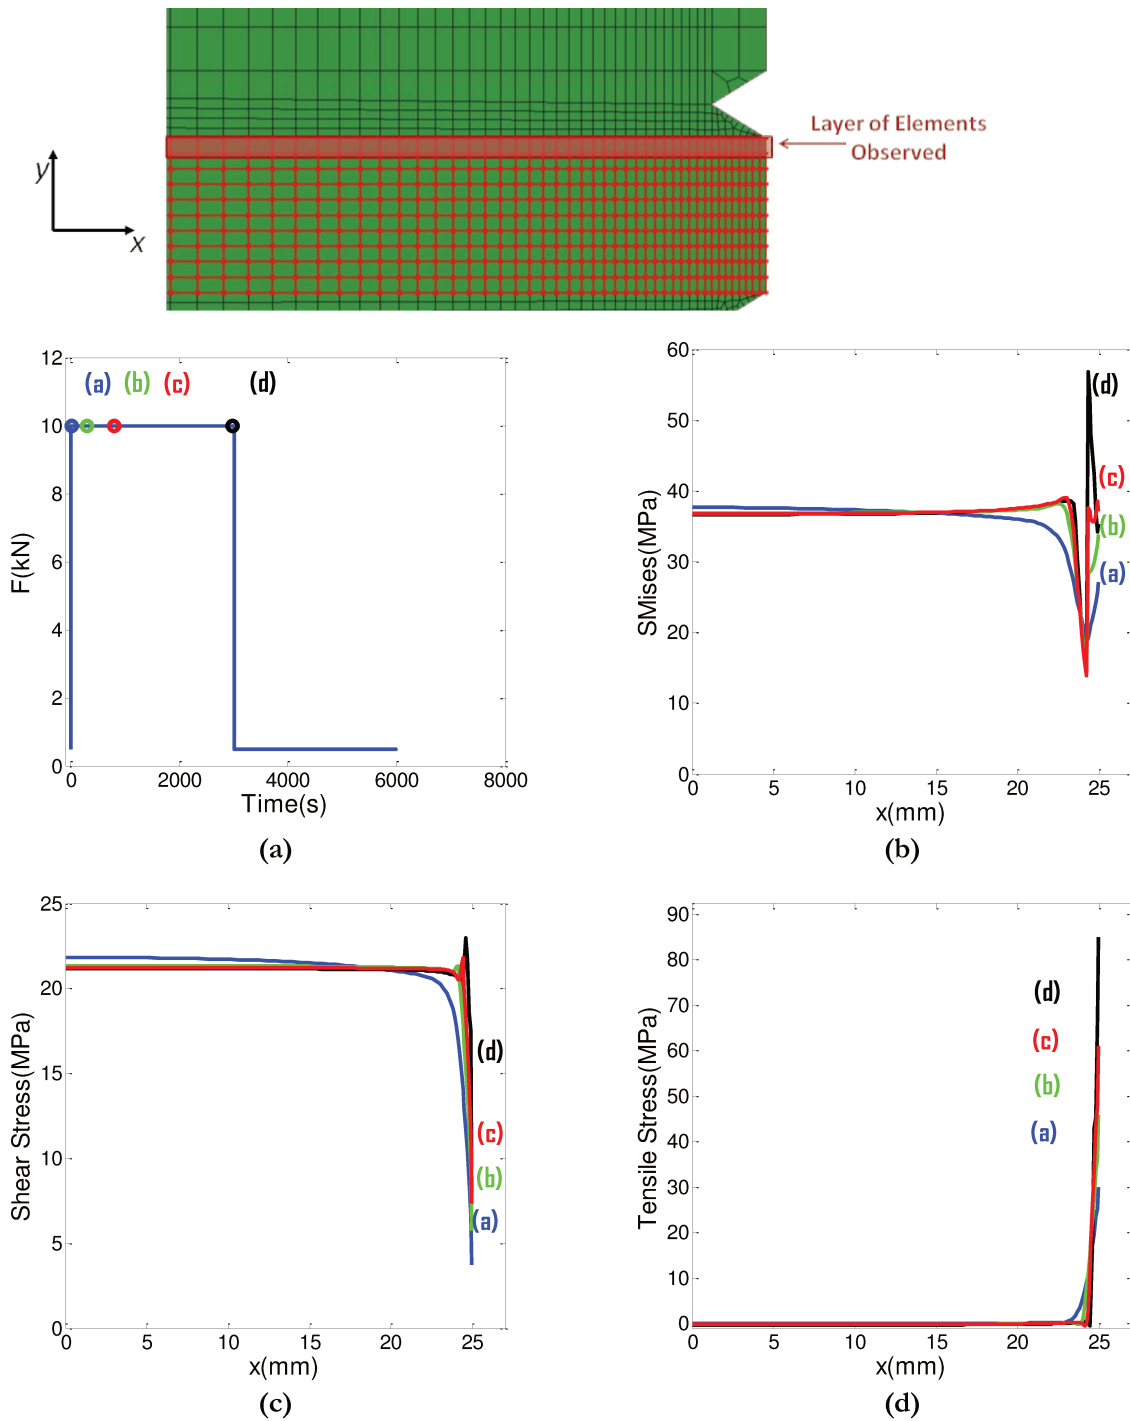 Layer of Elements
Observed
y
x
12
10
8
6
4
2
0
(a) (b) (c) (d)
F(kN)
0 2000 4000 6000 8000
Time(s)
(a)
60
50
40
30
20
10
0
(d)
(c)
(b)
(a)
SMises(MPa)
0 5 10 15 20 25
x(mm)
(b)
25
20
15
10
5
0
(d)
(c)
(b)
(a)
Shear Stress(MPa)
0 5 10 15 20 25
x(mm)
(c)
90
80
70
60
50
40
30
20
10
0
(d)
(c)
(b)
(a)
Tensile Stress(MPa)
0 5 10 15 20 25
x(mm)
(d)